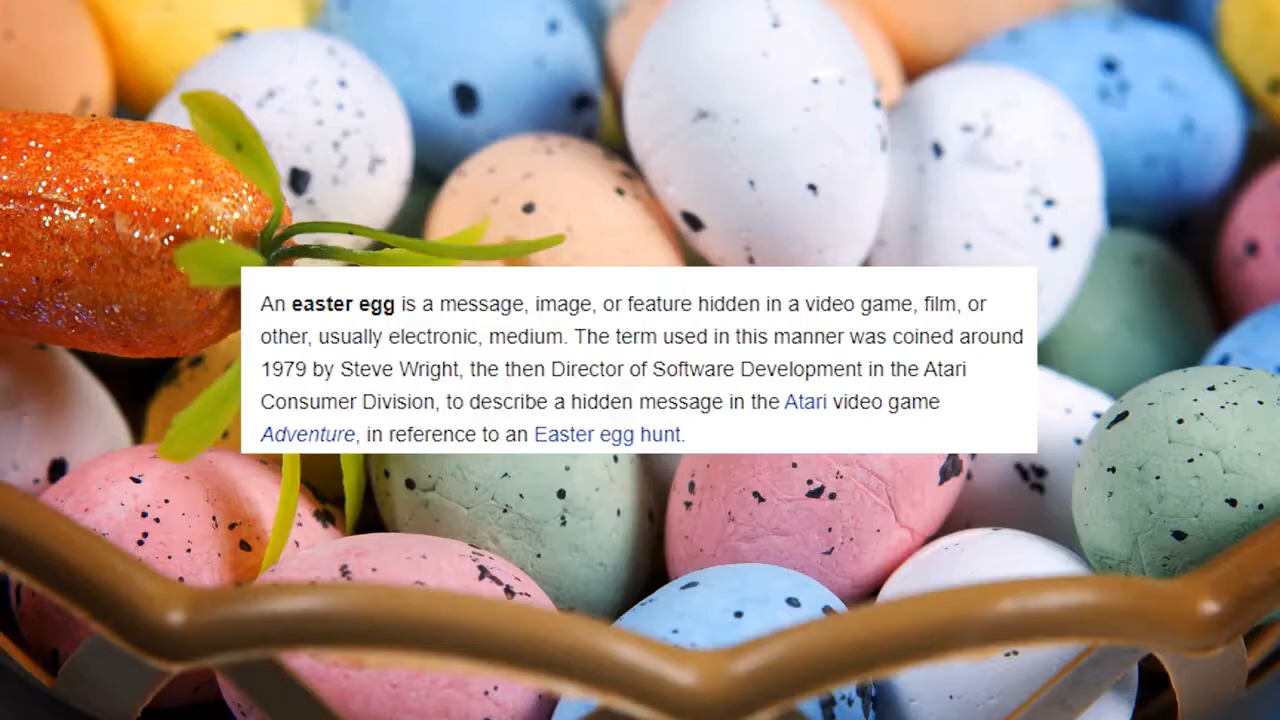 An easter egg is a message, image, or feature hidden in a video game, film, or
other, usually electronic, medium. The term used in this manner was coined around
1979 by Steve Wright, the then Director of Software Development in the Atari
Consumer Division, to describe a hidden message in the Atari video game
Adventure, in reference to an Easter egg hunt.